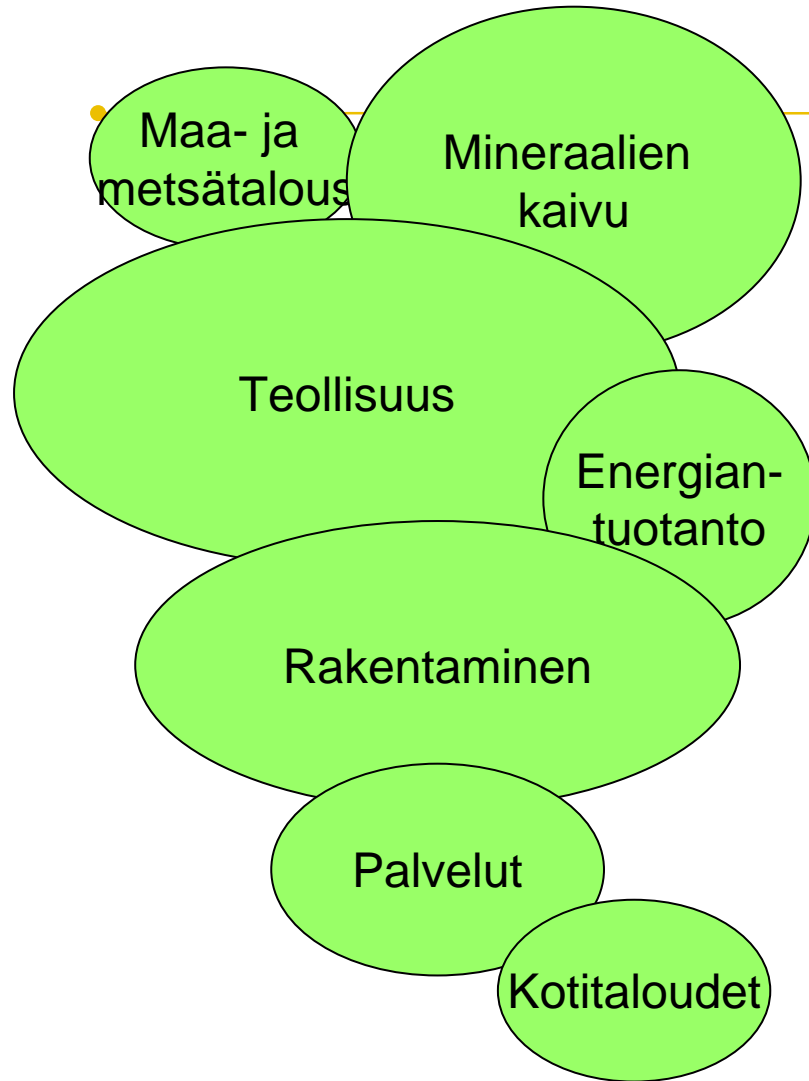 Maa- ja
metsätalous
Mineraalien
kaivu
Teollisuus
Energian-
tuotanto
Rakentaminen
Palvelut
Kotitaloudet